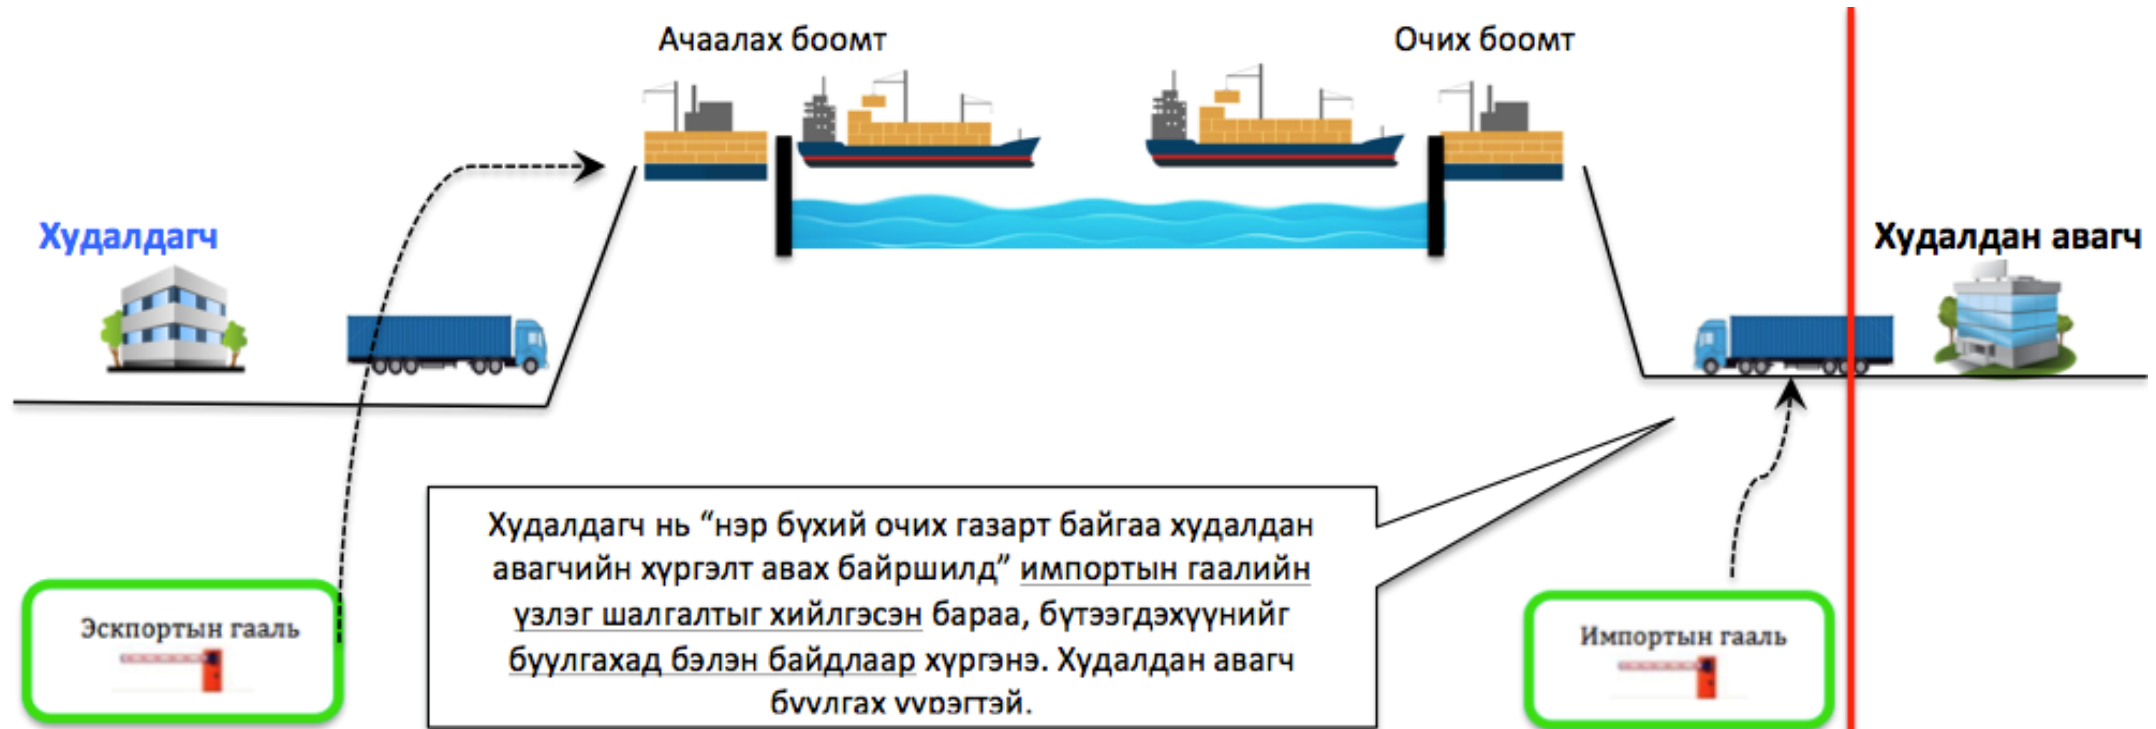 Ачаалах боомт
Очих боомт
Худалдагч
Худалдан авагч
Худалдагч нь “нэр бүхий очих газарт байгаа худалдан
авагчийн хүргэлт авах байршилд” импортын гаалийн
үзлэг шалгалтыг хийлгэсэн бараа, бүтээгдэхүүнийг
буулгахад бэлэн байдлаар хүргэнэ. Худалдан авагч
буулгах үүрэгтэй.
Эскпортын гааль
Импортын гааль